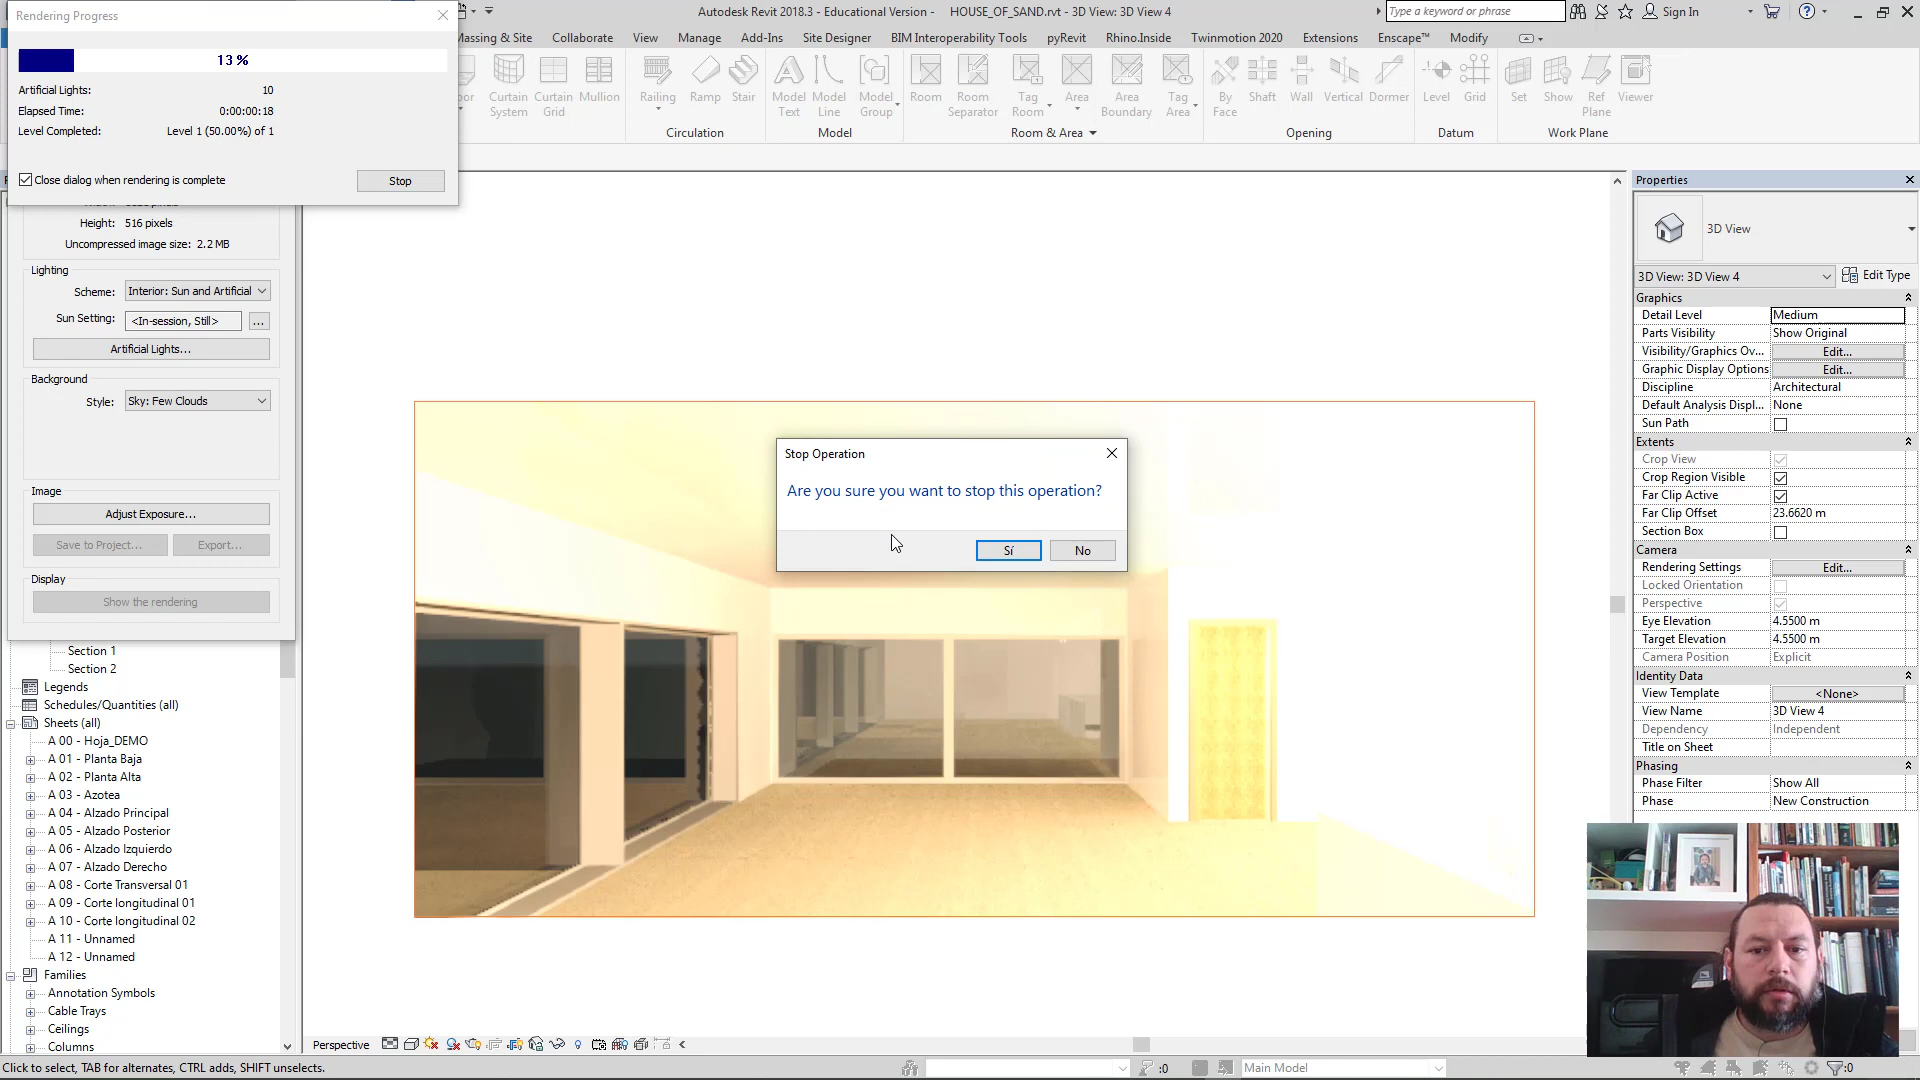 Rendering Progress
Autodesk Revit 2018.3 - Educational Version - HOUSE_OF_SAND.rvt - 3D View: 3D View 4
Type a keyword or phrase
Sign In
Massing & Site Collaborate View Manage Add-Ins Site Designer BIM Interoperability Tools pyRevit Rhino.Inside Twinmotion 2020 Extensions Enscape™ Modify
13 %
Artificial Lights: 10
Elapsed Time: 0:00:00:18
Level Completed: Level 1 (50.00%) of 1
Close dialog when rendering is complete
Stop
Curtain System
Curtain Grid
Mullion
Railing
Ramp
Stair
Model Text
Model Line
Model Group
Room
Room Separator
Tag Room
Area
Area Boundary
Tag Area
By Face
Shaft
Wall
Vertical
Dormer
Level
Grid
Set
Show
Ref Plane
Viewer
Circulation
Model
Room & Area
Opening
Datum
Work Plane
Height: 516 pixels
Uncompressed image size: 2.2 MB
Lighting
Scheme: Interior: Sun and Artificial
Sun Setting: <In-session, Still> ...
Artificial Lights...
Background
Style: Sky: Few Clouds
Image
Adjust Exposure...
Save to Project... Export...
Display
Show the rendering
Section 1
Section 2
Legends
Schedules/Quantities (all)
Sheets (all)
A 00 - Hoja_DEMO
A 01 - Planta Baja
A 02 - Planta Alta
A 03 - Azotea
A 04 - Alzado Principal
A 05 - Alzado Posterior
A 06 - Alzado Izquierdo
A 07 - Alzado Derecho
A 08 - Corte Transversal 01
A 09 - Corte longitudinal 01
A 10 - Corte longitudinal 02
A 11 - Unnamed
A 12 - Unnamed
Families
Annotation Symbols
Cable Trays
Ceilings
Columns
Stop Operation
Are you sure you want to stop this operation?
Sí No
Properties
3D View
3D View: 3D View 4 Edit Type
Graphics
Detail Level Medium
Parts Visibility Show Original
Visibility/Graphics Ov... Edit...
Graphic Display Options Edit...
Discipline Architectural
Default Analysis Displ... None
Sun Path
Extents
Crop View
Crop Region Visible
Far Clip Active
Far Clip Offset 23.6620 m
Section Box
Camera
Rendering Settings Edit...
Locked Orientation
Perspective
Eye Elevation 4.5500 m
Target Elevation 4.5500 m
Camera Position Explicit
Identity Data
View Template <None>
View Name 3D View 4
Dependency Independent
Title on Sheet
Phasing
Phase Filter Show All
Phase New Construction
Perspective
Click to select, TAB for alternates, CTRL adds, SHIFT unselects.
:0
Main Model
:0